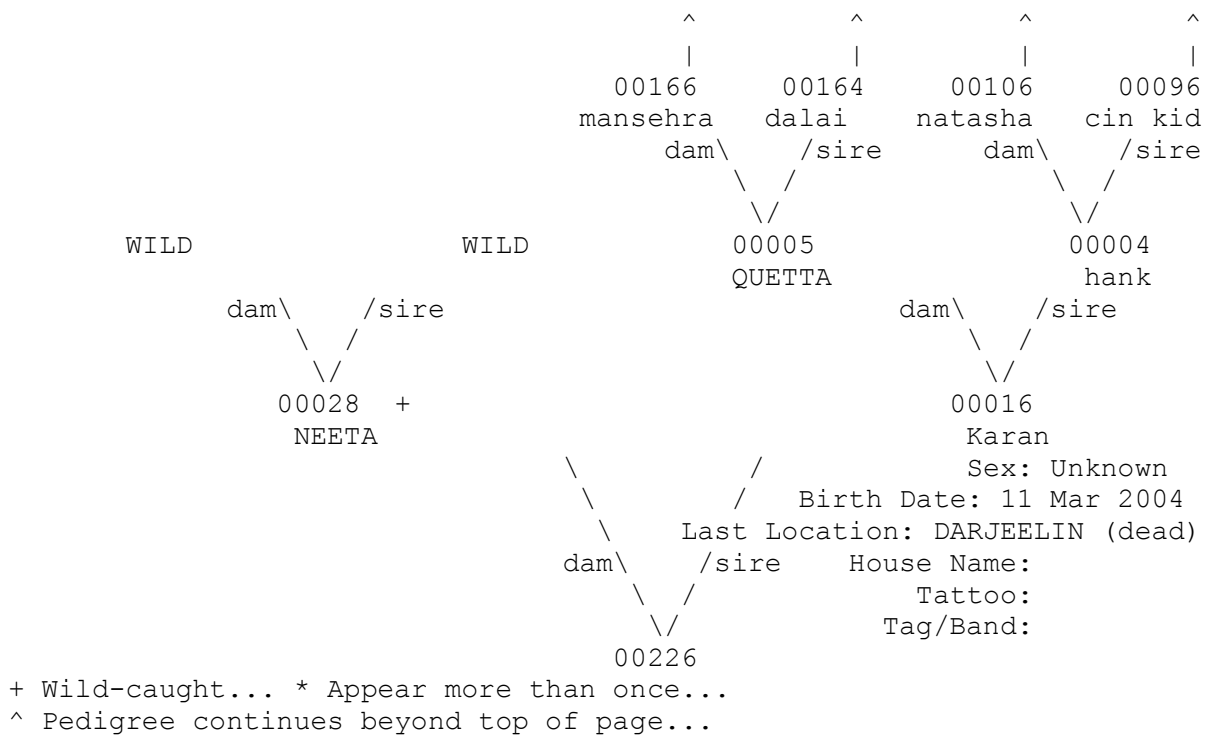 ^ ^ ^ ^
| | | |
00166 00164 00106 00096
mansehra dalai natasha cin kid
dam\ /sire dam\ /sire
\ / \ /
\/ \/
WILD WILD 00005 00004
QUETTA hank
dam\ /sire dam\ /sire
\ / \ /
\/ \/
00028 + 00016
NEETA Karan
\ / Sex: Unknown
\ / Birth Date: 11 Mar 2004
\ Last Location: DARJEELIN (dead)
dam\ /sire House Name:
\ / Tattoo:
\/ Tag/Band:
00226
+ Wild-caught... * Appear more than once...
^ Pedigree continues beyond top of page...